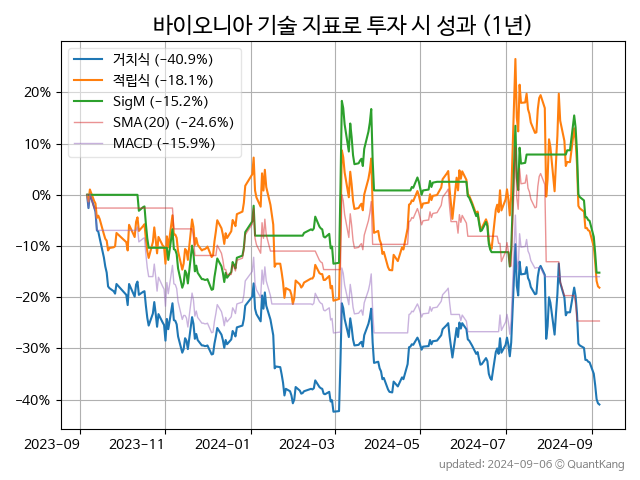 바이오니아 기술 지표로 투자 시 성과 (1년)
거치식 (−40.9%)
적립식 (−18.1%)
SigM (−15.2%)
SMA(20) (−24.6%)
MACD (−15.9%)
20%
10%
0%
−10%
−20%
−30%
−40%
2023-09 2023-11 2024-01 2024-03 2024-05 2024-07 2024-09
updated: 2024-09-06 © QuantKang